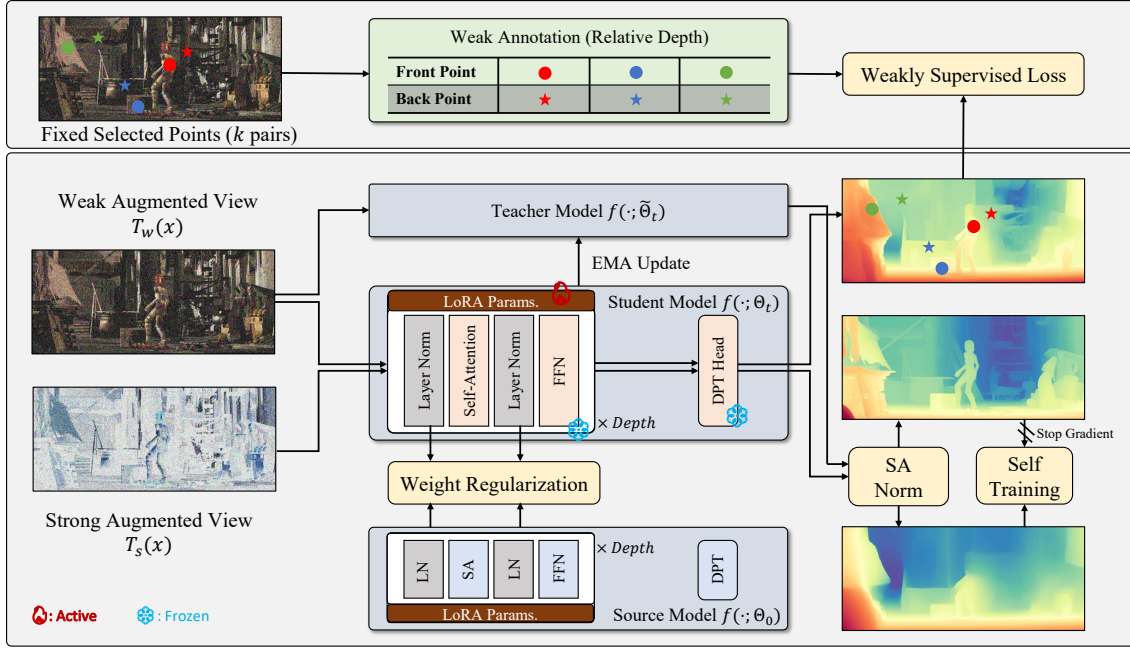 Weak Annotation (Relative Depth)
Front Point
Back Point
Weakly Supervised Loss
Fixed Selected Points (k pairs)
Weak Augmented View
T_w(x)
Teacher Model f(·; Θ̃_t)
EMA Update
LoRA Params.
Student Model f(·; Θ_t)
Layer Norm
Self-Attention
Layer Norm
FFN
DPT Head
× Depth
Stop Gradient
Weight Regularization
SA
Norm
Self
Training
Strong Augmented View
T_s(x)
LN
SA
LN
FFN
× Depth
DPT
LoRA Params.
Source Model f(·; Θ_0)
: Active
: Frozen